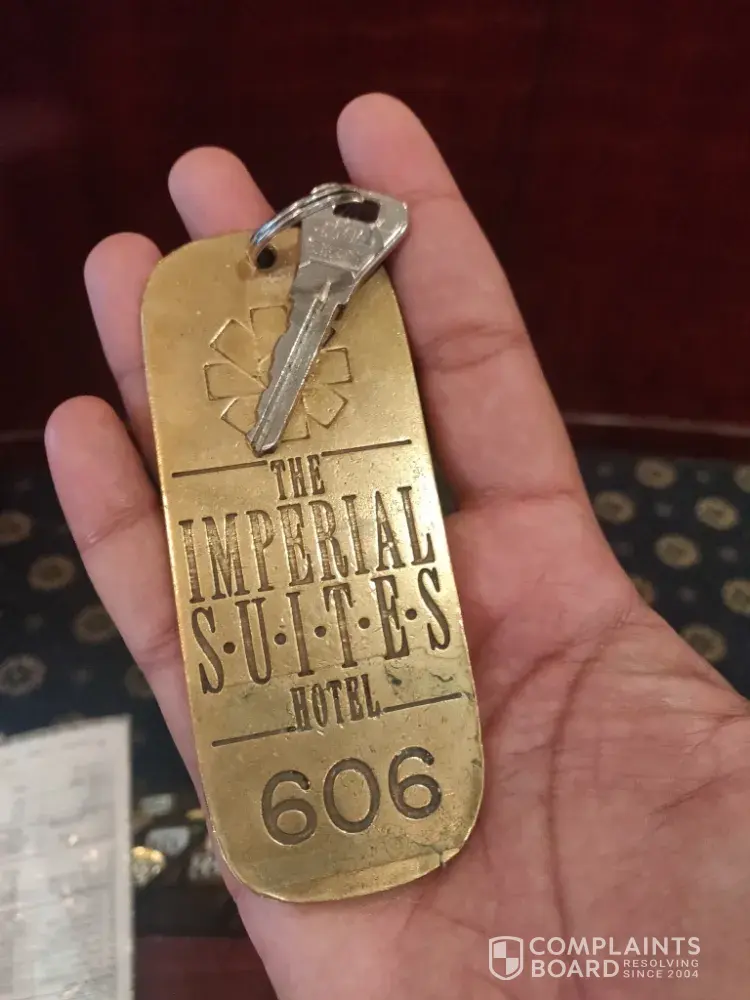 THE
IMPERIAL
S·U·I·T·E·S
HOTEL
606
COMPLAINTS
BOARD RESOLVING
SINCE 2004